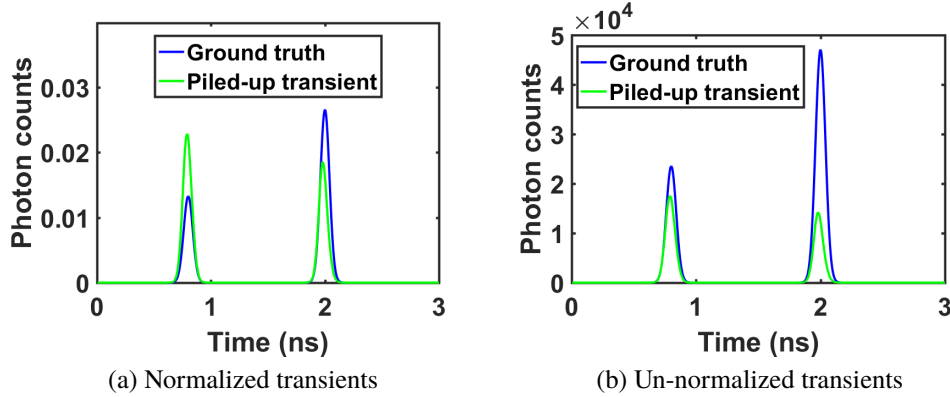 Photon counts
0.03
0.02
0.01
0
Ground truth
Piled-up transient
0 1 2 3
Time (ns)
(a) Normalized transients
×10⁴
Photon counts
5
4
3
2
1
0
Ground truth
Piled-up transient
0 1 2 3
Time (ns)
(b) Un-normalized transients